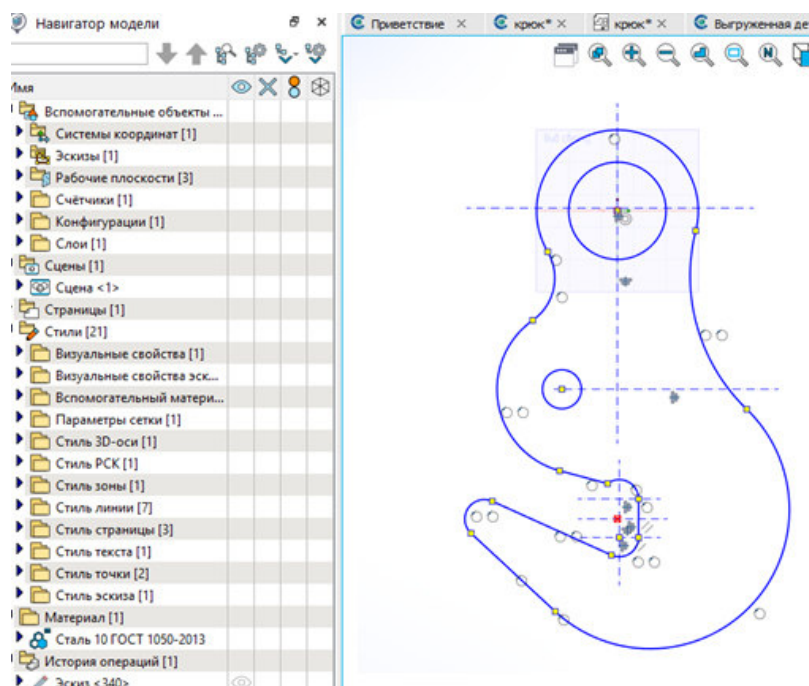 Навигатор модели
Приветствие
крюк*
крюк*
Выгруженная де
Имя
Вспомогательные объекты ...
Системы координат [1]
Эскизы [1]
Рабочие плоскости [3]
Счётчики [1]
Конфигурации [1]
Слои [1]
Сцены [1]
Сцена <1>
Страницы [1]
Стили [21]
Визуальные свойства [1]
Визуальные свойства эск...
Вспомогательный матери...
Параметры сетки [1]
Стиль 3D-оси [1]
Стиль РСК [1]
Стиль зоны [1]
Стиль линии [7]
Стиль страницы [3]
Стиль текста [1]
Стиль точки [2]
Стиль эскиза [1]
Материал [1]
Сталь 10 ГОСТ 1050-2013
История операций [1]
Эскиз <340>